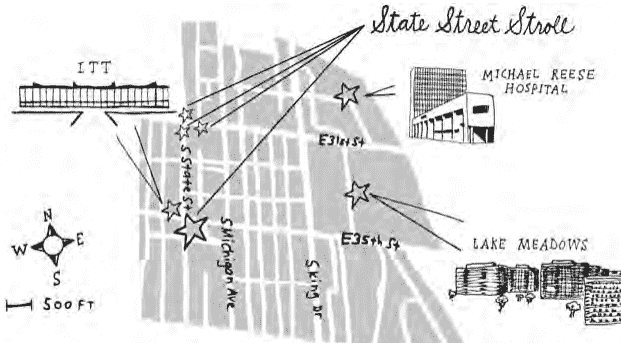 State Street Stroll
ITT
MICHAEL REESE
HOSPITAL
E31st St
S State St
N
W E
S
500 FT
S Michigan Ave
S King Dr
E35th St
LAKE MEADOWS